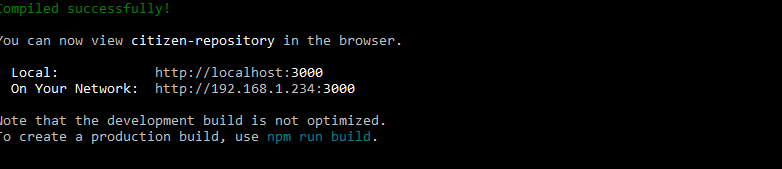 Compiled successfully!
You can now view citizen-repository in the browser.
Local: http://localhost:3000
On Your Network: http://192.168.1.234:3000
Note that the development build is not optimized.
To create a production build, use npm run build.